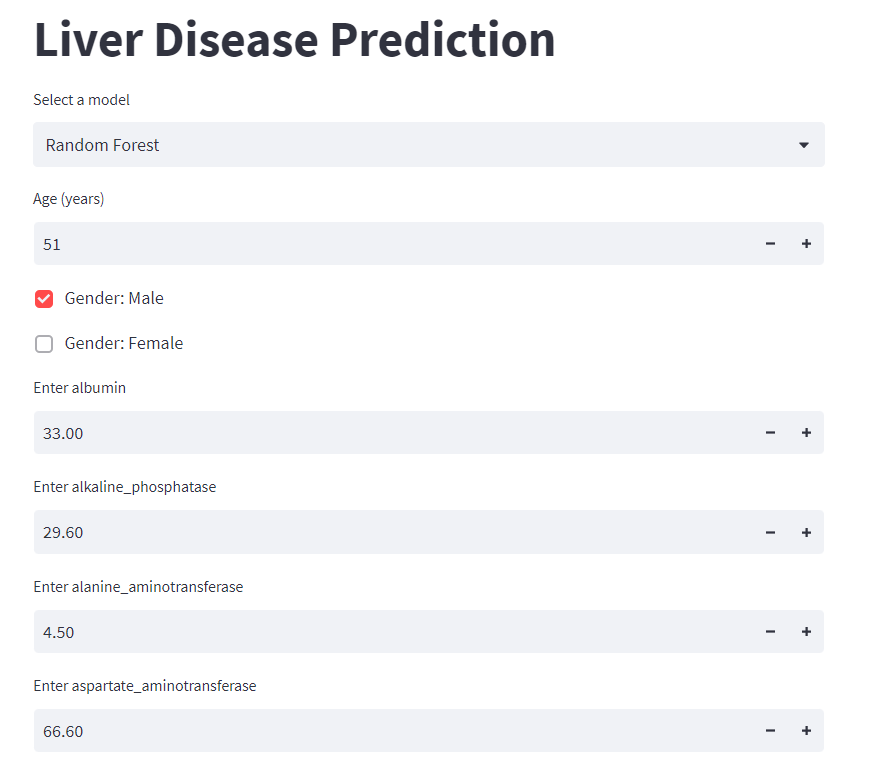 Liver Disease Prediction
Select a model
Random Forest
Age (years)
51
Gender: Male
Gender: Female
Enter albumin
33.00
Enter alkaline_phosphatase
29.60
Enter alanine_aminotransferase
4.50
Enter aspartate_aminotransferase
66.60